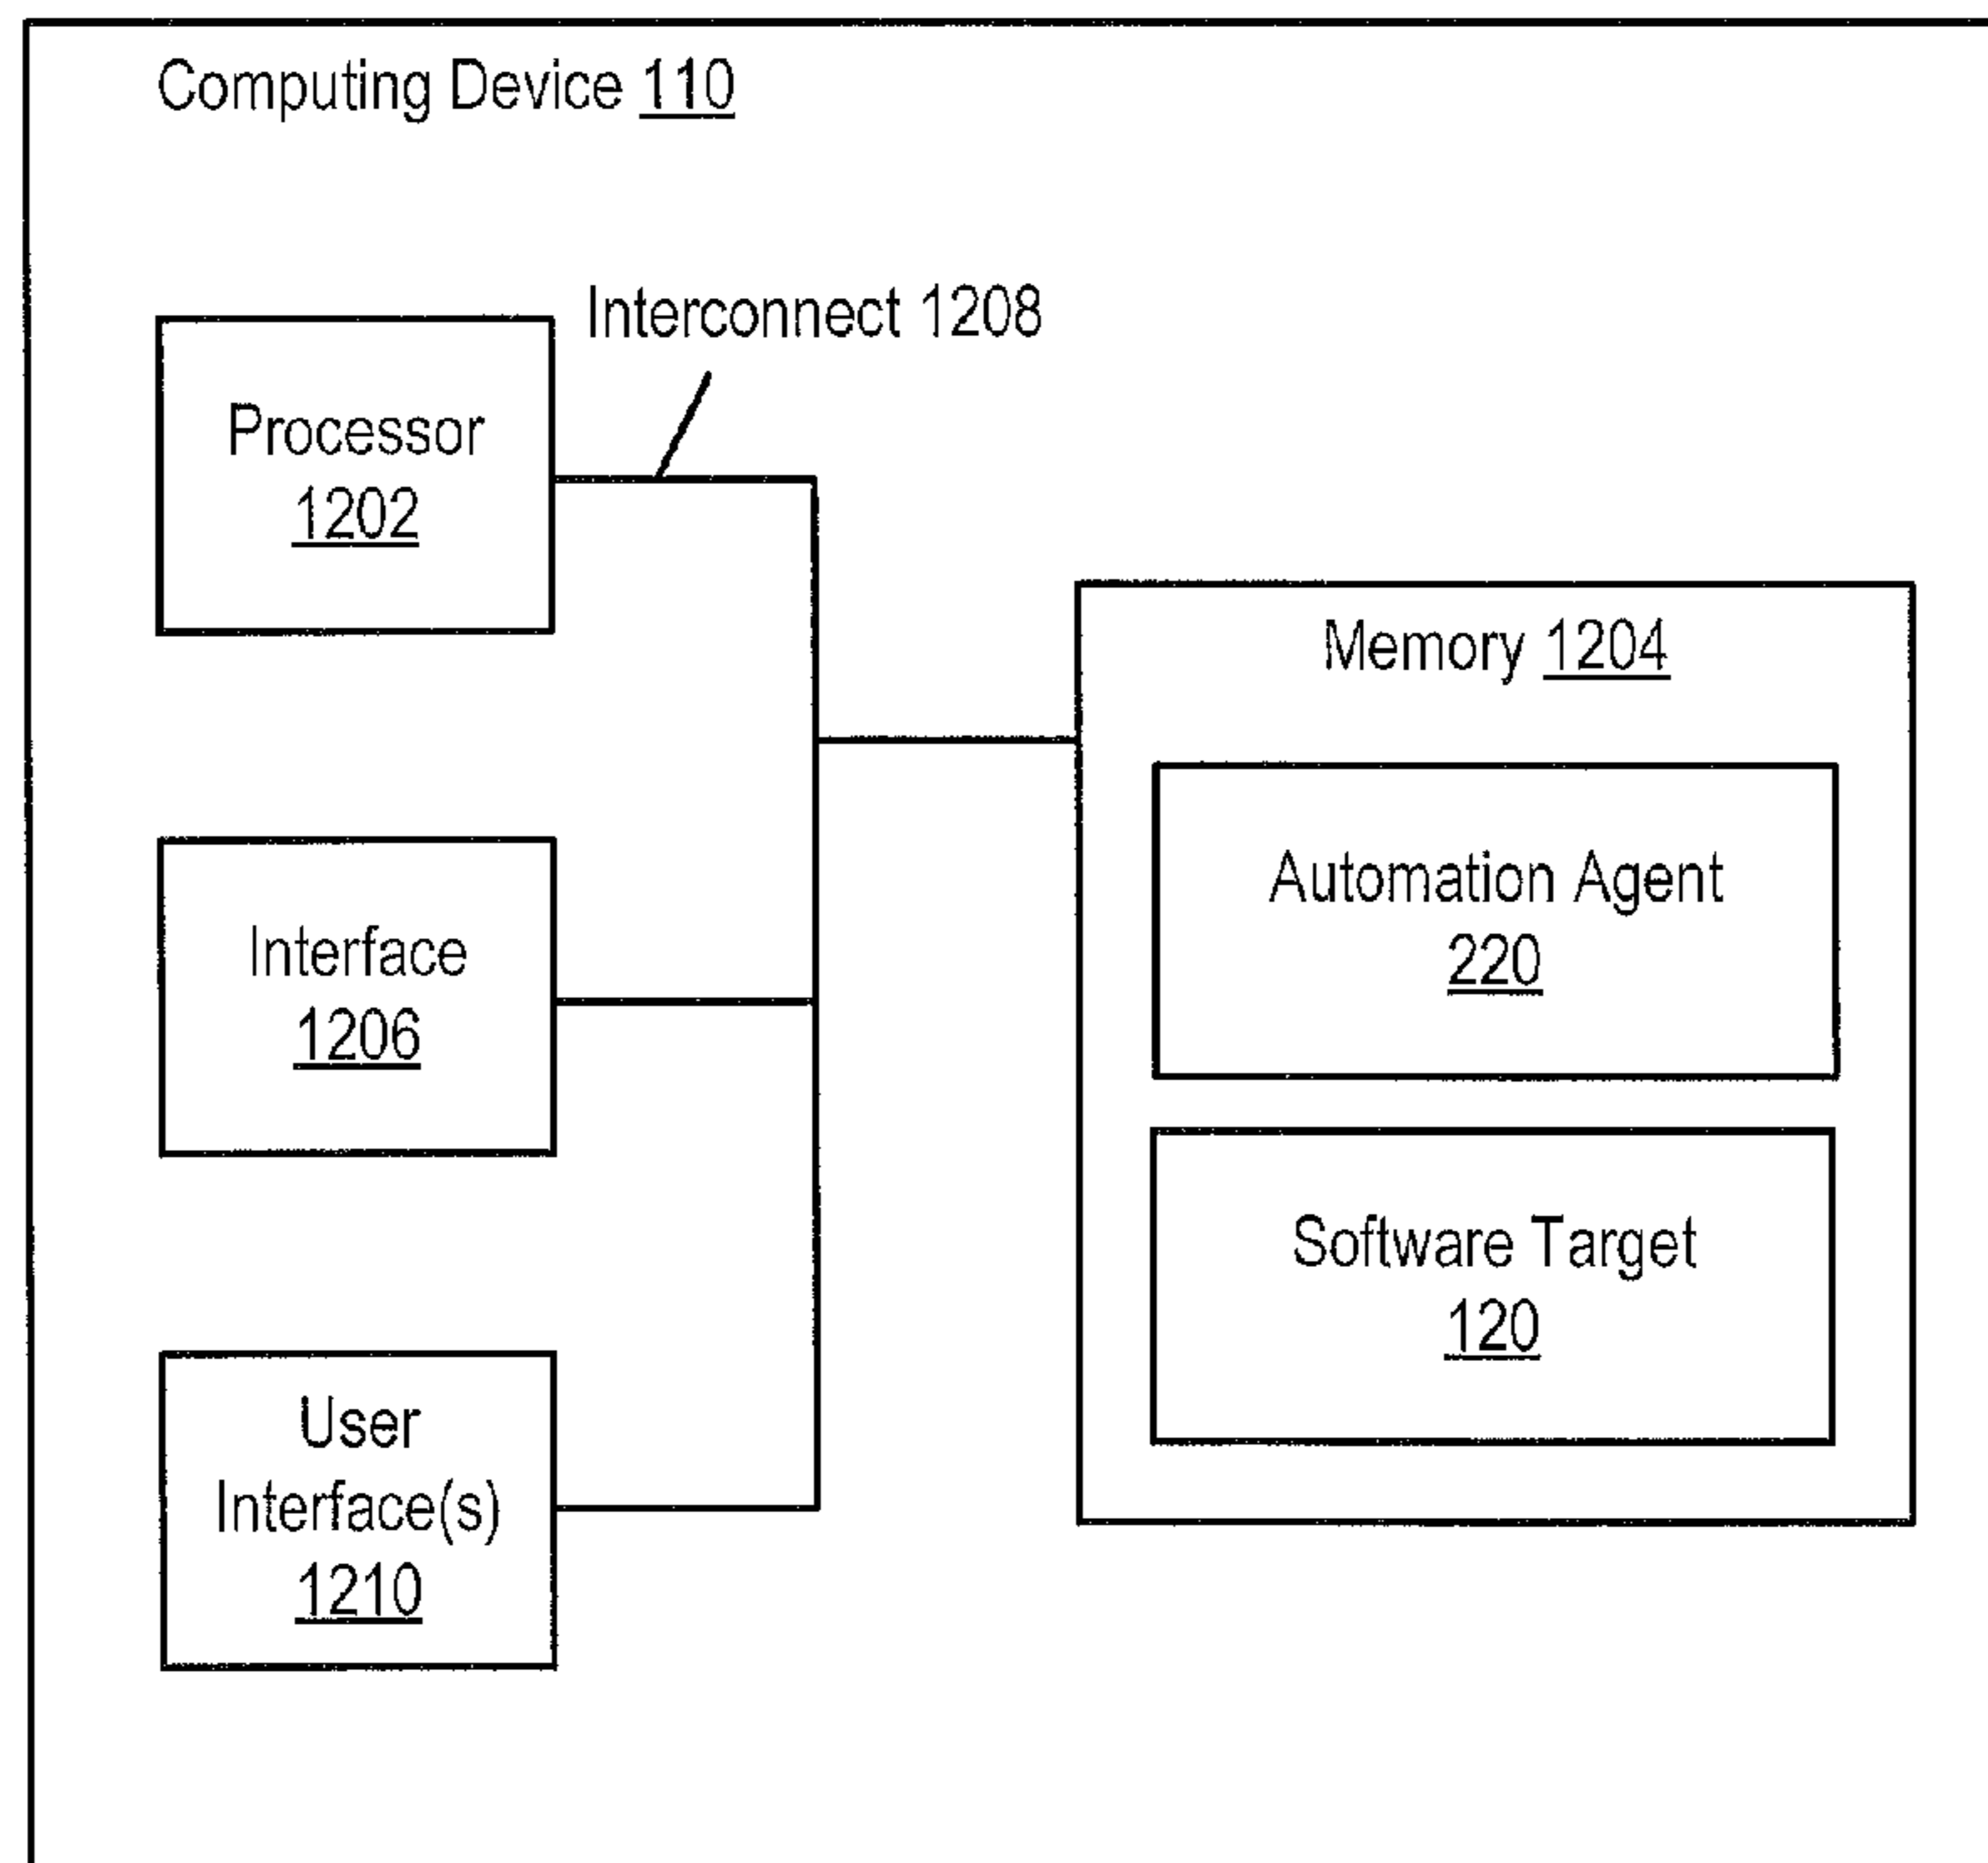 Computing Device 110
Interconnect 1208
Processor
1202
Memory 1204
Automation Agent
220
Interface
1206
Software Target
120
User
Interface(s)
1210